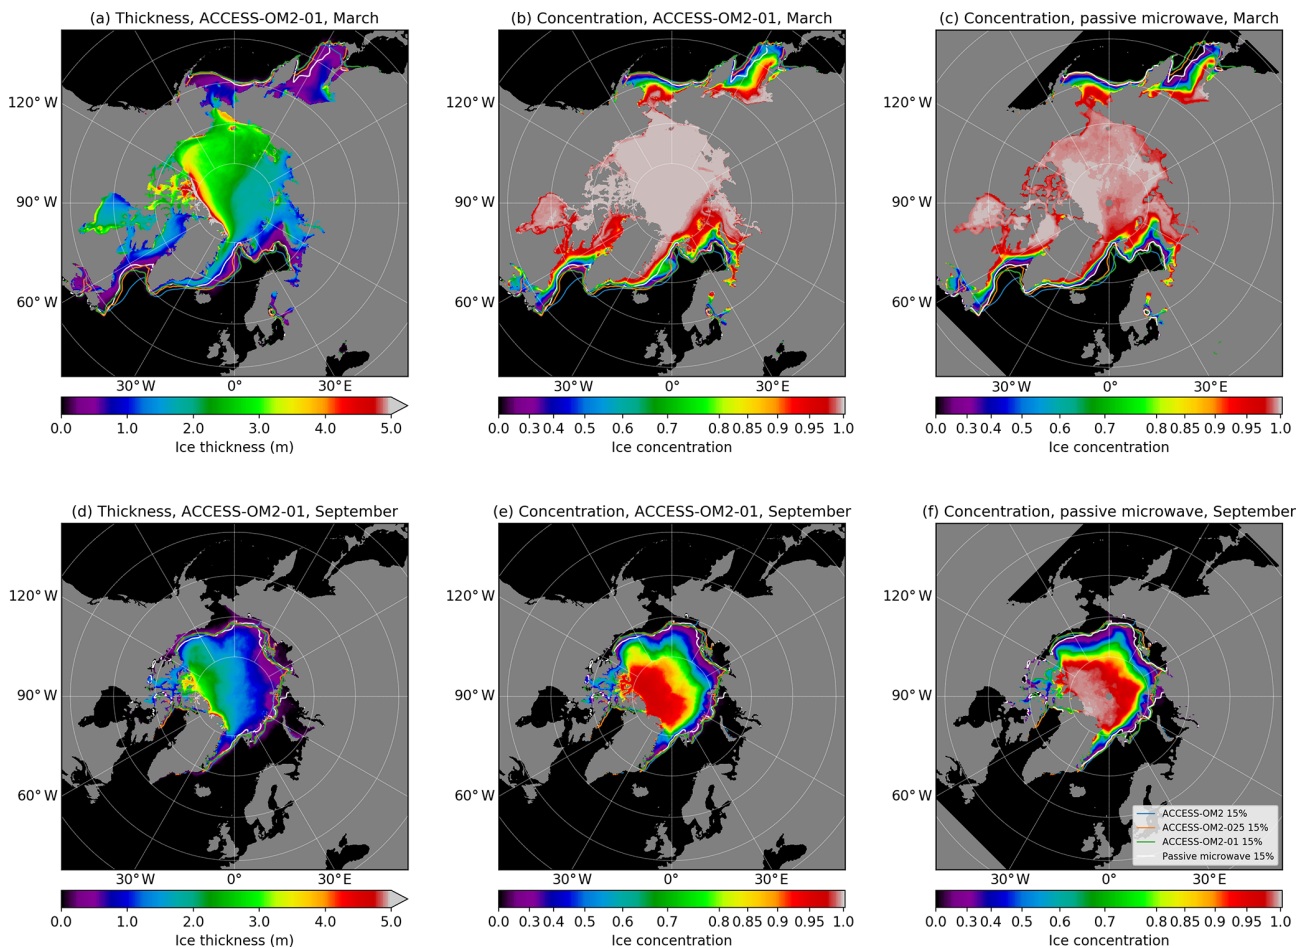 (a) Thickness, ACCESS-OM2-01, March
(b) Concentration, ACCESS-OM2-01, March
(c) Concentration, passive microwave, March
120° W
90° W
60° W
30° W 0° 30° E
30° W 0° 30° E
30° W 0° 30° E
0.0 1.0 2.0 3.0 4.0 5.0
Ice thickness (m)
0.0 0.3 0.4 0.5 0.6 0.7 0.8 0.85 0.9 0.95 1.0
Ice concentration
0.0 0.3 0.4 0.5 0.6 0.7 0.8 0.85 0.9 0.95 1.0
Ice concentration
120° W
90° W
60° W
120° W
90° W
60° W
(d) Thickness, ACCESS-OM2-01, September
(e) Concentration, ACCESS-OM2-01, September
(f) Concentration, passive microwave, September
120° W
90° W
60° W
120° W
90° W
60° W
120° W
90° W
60° W
ACCESS-OM2 15%
ACCESS-OM2-025 15%
ACCESS-OM2-01 15%
Passive microwave 15%
30° W 0° 30° E
30° W 0° 30° E
30° W 0° 30° E
0.0 1.0 2.0 3.0 4.0 5.0
Ice thickness (m)
0.0 0.3 0.4 0.5 0.6 0.7 0.8 0.85 0.9 0.95 1.0
Ice concentration
0.0 0.3 0.4 0.5 0.6 0.7 0.8 0.85 0.9 0.95 1.0
Ice concentration